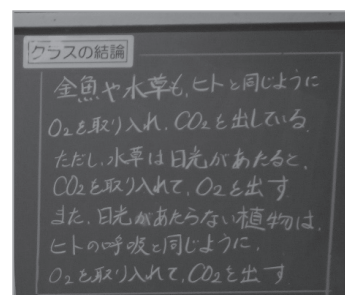 クラスの結論
金魚や水草も,ヒトと同じように
O₂を取り入れ,CO₂を出している.
ただし,水草は日光があたると,
CO₂を取り入れて,O₂を出す
また,日光があたらない植物は,
ヒトの呼吸と同じように,
O₂を取り入れて,CO₂を出す